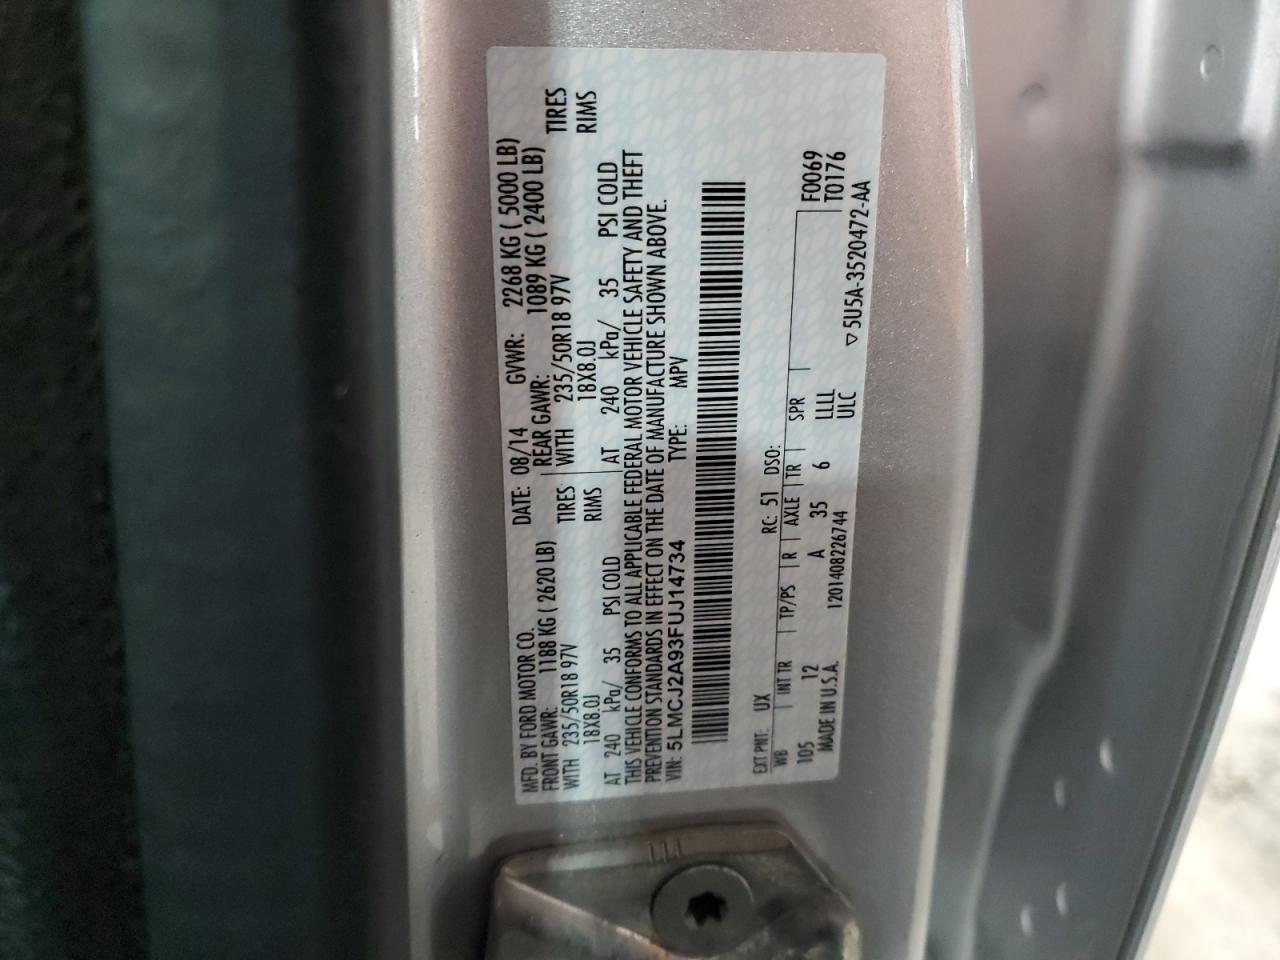 MFD. BY FORD MOTOR CO. DATE: 08/14 GVWR: 2268 KG ( 5000 LB)
FRONT GAWR: 1188 KG ( 2620 LB) REAR GAWR: 1089 KG ( 2400 LB)
WITH 235/50R18 97V TIRES WITH 235/50R18 97V TIRES
18X8.0J RIMS 18X8.0J RIMS
AT 240 kPa/ 35 PSI COLD AT 240 kPa/ 35 PSI COLD
THIS VEHICLE CONFORMS TO ALL APPLICABLE FEDERAL MOTOR VEHICLE SAFETY AND THEFT
PREVENTION STANDARDS IN EFFECT ON THE DATE OF MANUFACTURE SHOWN ABOVE.
VIN: 5LMCJ2A93FUJ14734 TYPE: MPV
EXT PNT: UX RC: 51 DSO:
WB INT TR TP/PS R AXLE TR SPR F0069
105 12 A 35 6 LLLL T0176
MADE IN U.S.A. 1201408226744 ULC ▽5U5A-3520472-AA